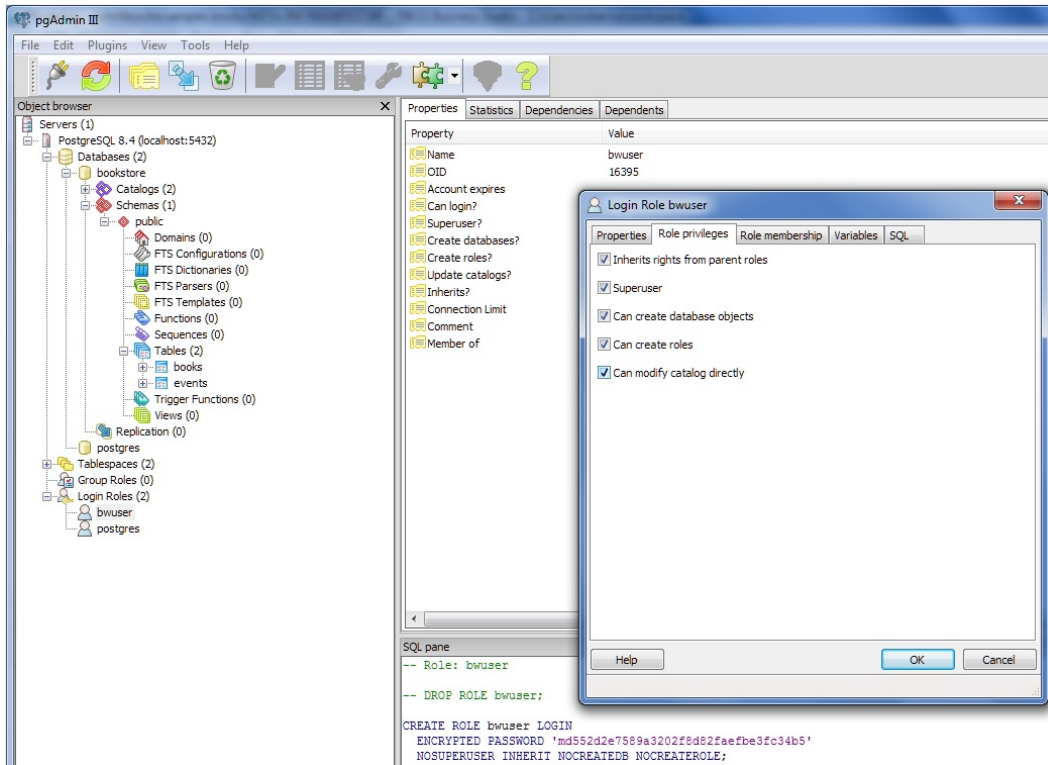 pgAdmin III
File Edit Plugins View Tools Help
Object browser
Servers (1)
PostgreSQL 8.4 (localhost:5432)
Databases (2)
bookstore
Catalogs (2)
Schemas (1)
public
Domains (0)
FTS Configurations (0)
FTS Dictionaries (0)
FTS Parsers (0)
FTS Templates (0)
Functions (0)
Sequences (0)
Tables (2)
books
events
Trigger Functions (0)
Views (0)
Replication (0)
postgres
Tablespaces (2)
Group Roles (0)
Login Roles (2)
bwuser
postgres
Properties Statistics Dependencies Dependents
Property Value
Name bwuser
OID 16395
Account expires
Can login?
Superuser?
Create databases?
Create roles?
Update catalogs?
Inherits?
Connection Limit
Comment
Member of
Login Role bwuser
Properties Role privileges Role membership Variables SQL
Inherits rights from parent roles
Superuser
Can create database objects
Can create roles
Can modify catalog directly
Help OK Cancel
SQL pane
-- Role: bwuser
-- DROP ROLE bwuser;
CREATE ROLE bwuser LOGIN
ENCRYPTED PASSWORD 'md552d2e7589a3202f8d82faefbe3fc34b5'
NOSUPERUSER INHERIT NOCREATEDB NOCREATEROLE;